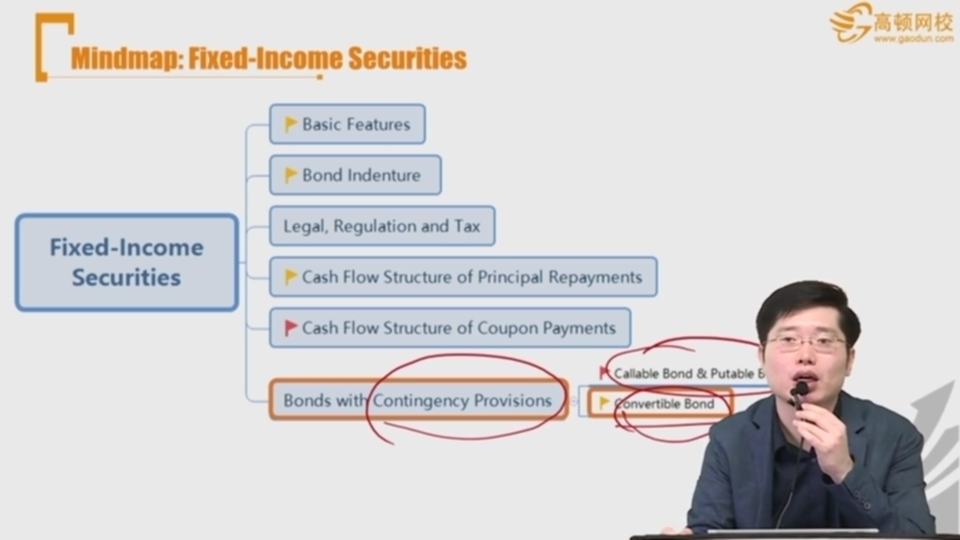 高顿网校
www.gaodun.com
Mindmap: Fixed-Income Securities
Basic Features
Bond Indenture
Legal, Regulation and Tax
Fixed-Income
Securities
Cash Flow Structure of Principal Repayments
Cash Flow Structure of Coupon Payments
Callable Bond & Putable B
Bonds with Contingency Provisions
Convertible Bond